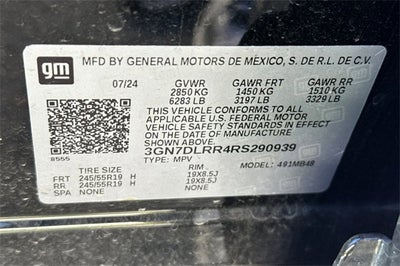 gm
MFD BY GENERAL MOTORS DE MEXICO, S. DE R.L. DE C.V.
07/24 GVWR GAWR FRT GAWR RR
2850 KG 1450 KG 1510 KG
6283 LB 3197 LB 3329 LB
THIS VEHICLE CONFORMS TO ALL
APPLICABLE U.S. FEDERAL MOTOR
VEHICLE SAFETY STANDARDS IN
EFFECT ON THE DATE OF
MANUFACTURE SHOWN ABOVE.
3GN7DLRR4RS290939
8555 TYPE: MPV MODEL: 491MB48
TIRE SIZE RIM
FRT 245/55R19 H 19X8.5J
RR 245/55R19 H 19X8.5J
SPA NONE NONE